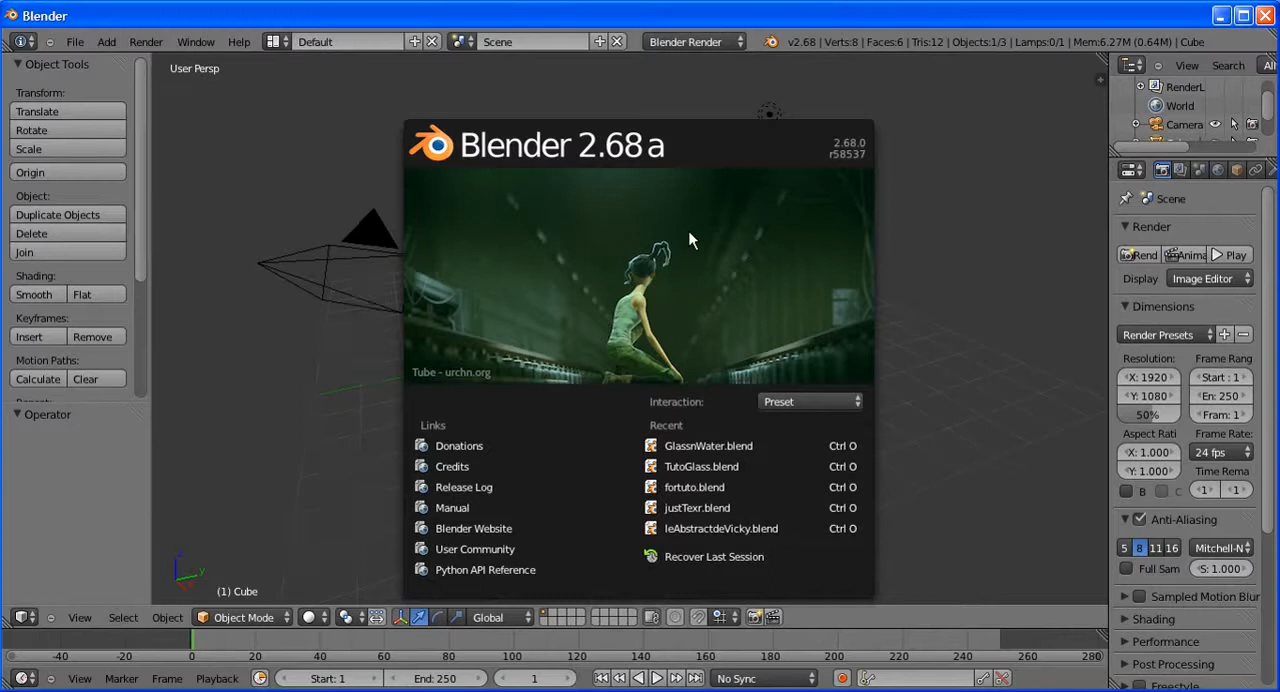 Blender
File Add Render Window Help Default Scene Blender Render v2.68 | Verts:8 | Faces:6 | Tris:12 | Objects:1/3 | Lamps:0/1 | Mem:6.27M (0.64M) | Cube
Object Tools
Transform:
Translate
Rotate
Scale
Origin
Object:
Duplicate Objects
Delete
Join
Shading:
Smooth Flat
Keyframes:
Insert Remove
Motion Paths:
Calculate Clear
Operator
User Persp
Blender 2.68 a
2.68.0
r58537
Tube - urchn.org
Interaction: Preset
Links
Donations
Credits
Release Log
Manual
Blender Website
User Community
Python API Reference
Recent
GlassnWater.blend Ctrl O
TutoGlass.blend Ctrl O
fortuto.blend Ctrl O
justTexr.blend Ctrl O
leAbstractdeVicky.blend Ctrl O
Recover Last Session
z
y
(1) Cube
View Search All
RenderL
World
Camera
Scene
Render
Rend Anima Play
Display Image Editor
Dimensions
Render Presets
Resolution: Frame Rang
X: 1920 Start : 1
Y: 1080 En: 250
50% Fram: 1
Aspect Rati Frame Rate:
X: 1.000 24 fps
Y: 1.000 Time Rema
B C 1 1
Anti-Aliasing
5 8 11 16 Mitchell-N
Full Sam S: 1.000
Sampled Motion Blur
Shading
Performance
Post Processing
Freestyle
View Select Object Object Mode Global
-40 -20 0 20 40 60 80 100 120 140 160 180 200 220 240 260 280
View Marker Frame Playback Start: 1 End: 250 1 No Sync